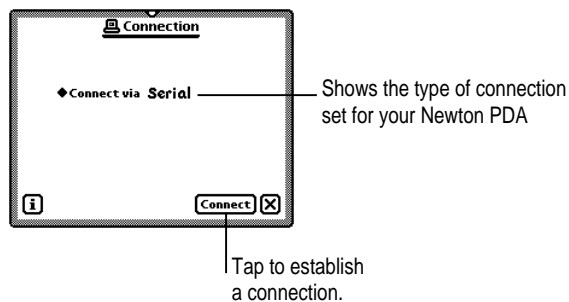 Connection
Connect via Serial
Shows the type of connection
set for your Newton PDA
i
Connect
Tap to establish
a connection.